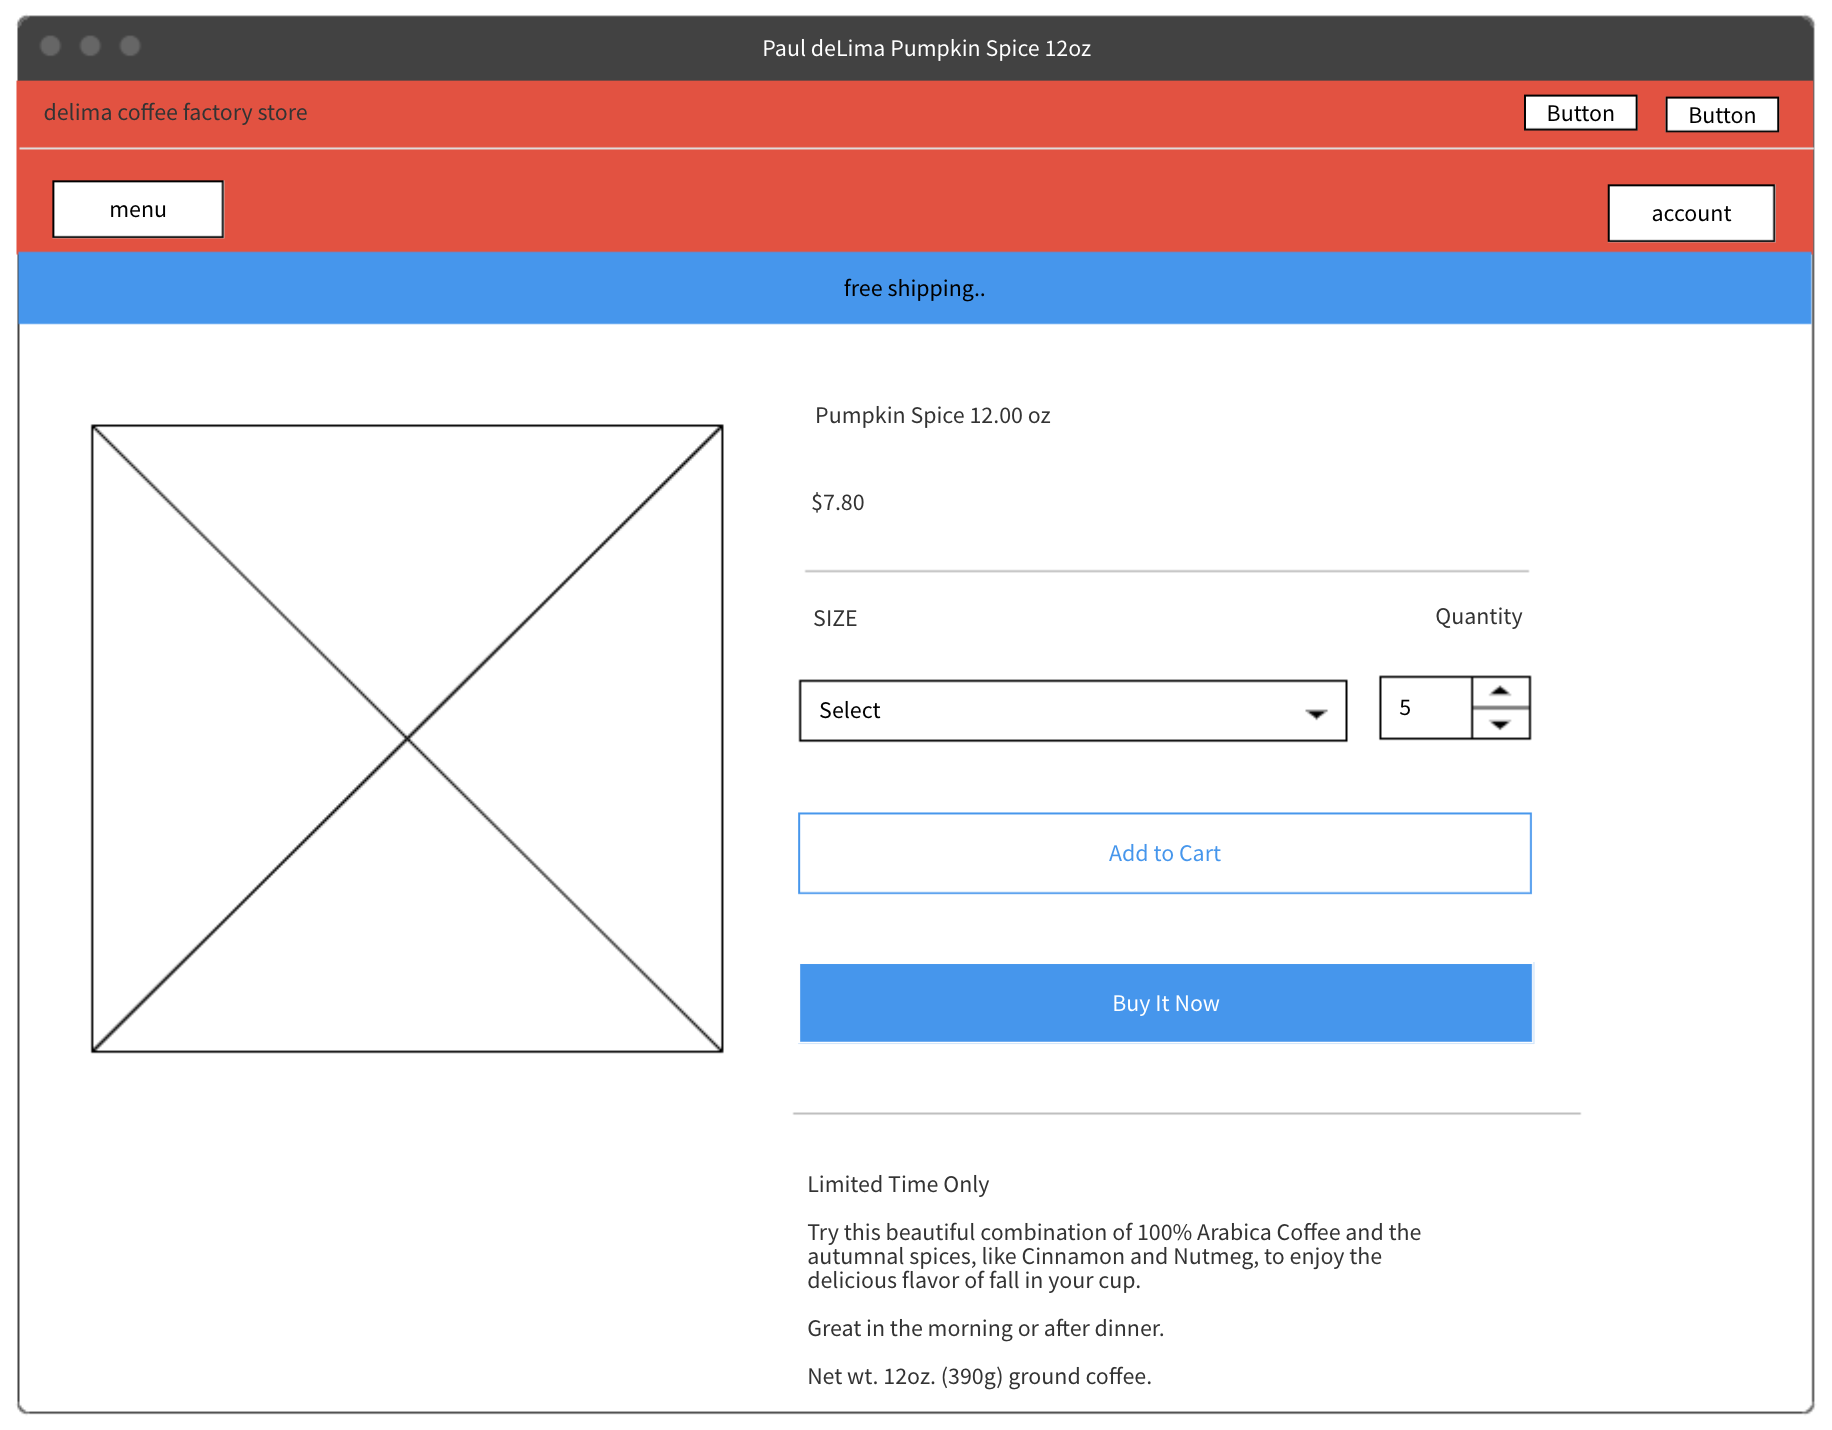 Paul deLima Pumpkin Spice 12oz
delima coffee factory store
Button
Button
menu
account
free shipping..
Pumpkin Spice 12.00 oz
$7.80
SIZE
Quantity
Select
5
Add to Cart
Buy It Now
Limited Time Only
Try this beautiful combination of 100% Arabica Coffee and the
autumnal spices, like Cinnamon and Nutmeg, to enjoy the
delicious flavor of fall in your cup.
Great in the morning or after dinner.
Net wt. 12oz. (390g) ground coffee.